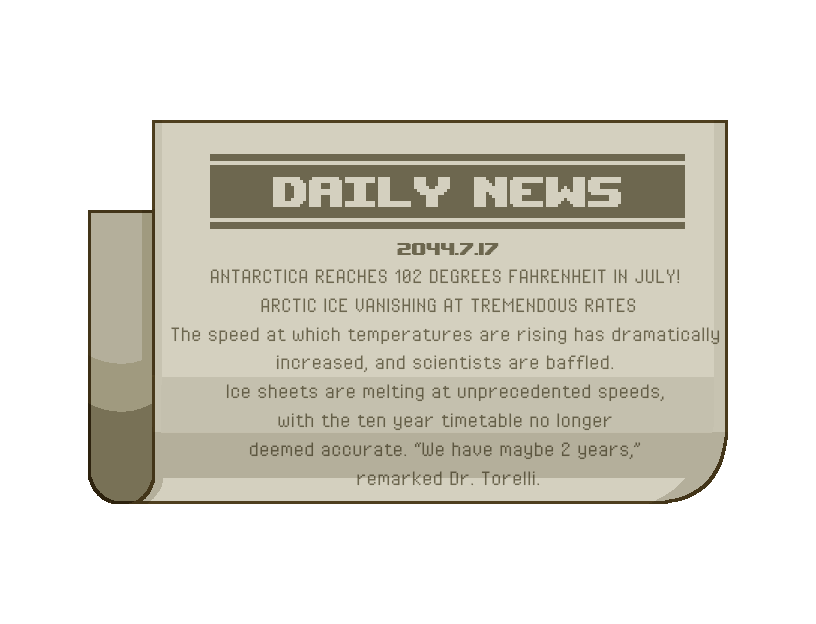 DAILY NEWS
2044.7.17
ANTARCTICA REACHES 102 DEGREES FAHRENHEIT IN JULY!
ARCTIC ICE VANISHING AT TREMENDOUS RATES
The speed at which temperatures are rising has dramatically
increased, and scientists are baffled.
Ice sheets are melting at unprecedented speeds,
with the ten year timetable no longer
deemed accurate. “We have maybe 2 years,”
remarked Dr. Torelli.